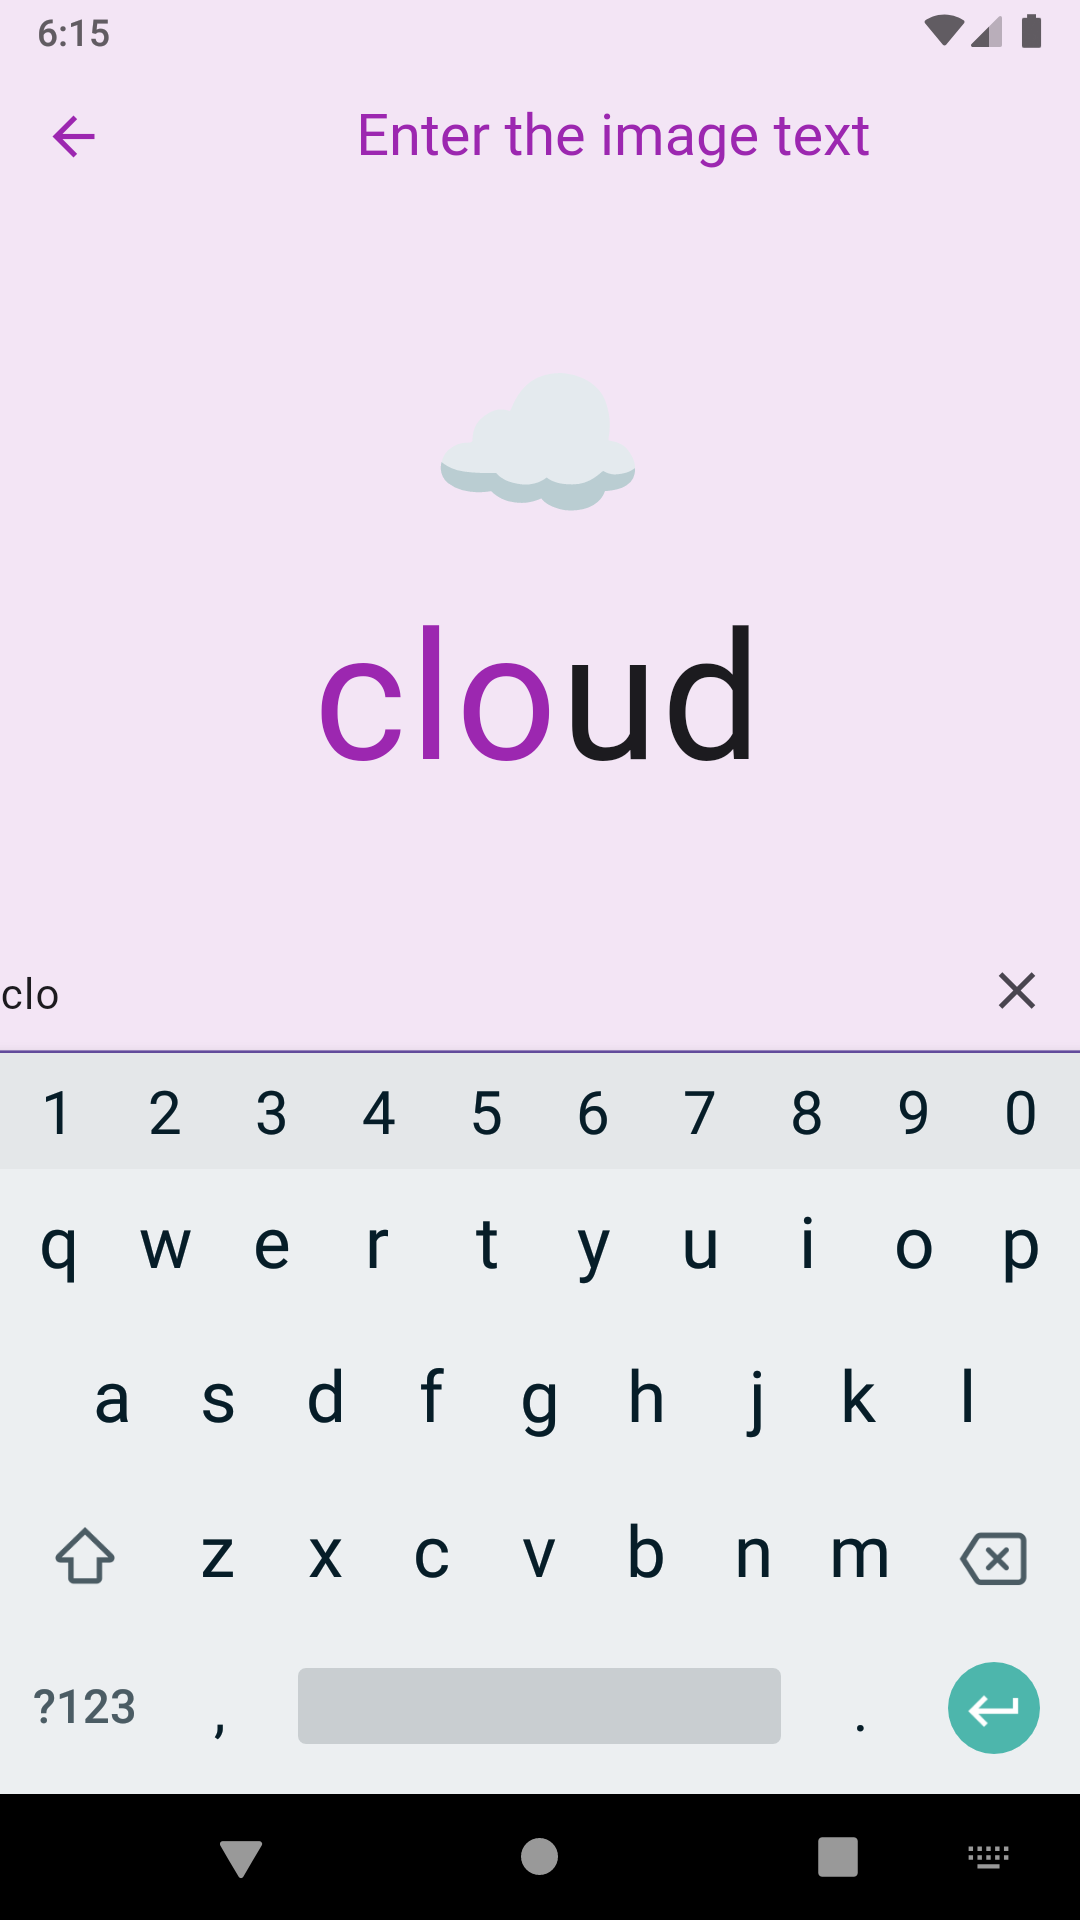 6:15
Enter the image text
cloud
clo
1 2 3 4 5 6 7 8 9 0
q w e r t y u i o p
a s d f g h j k l
z x c v b n m
?123 , .